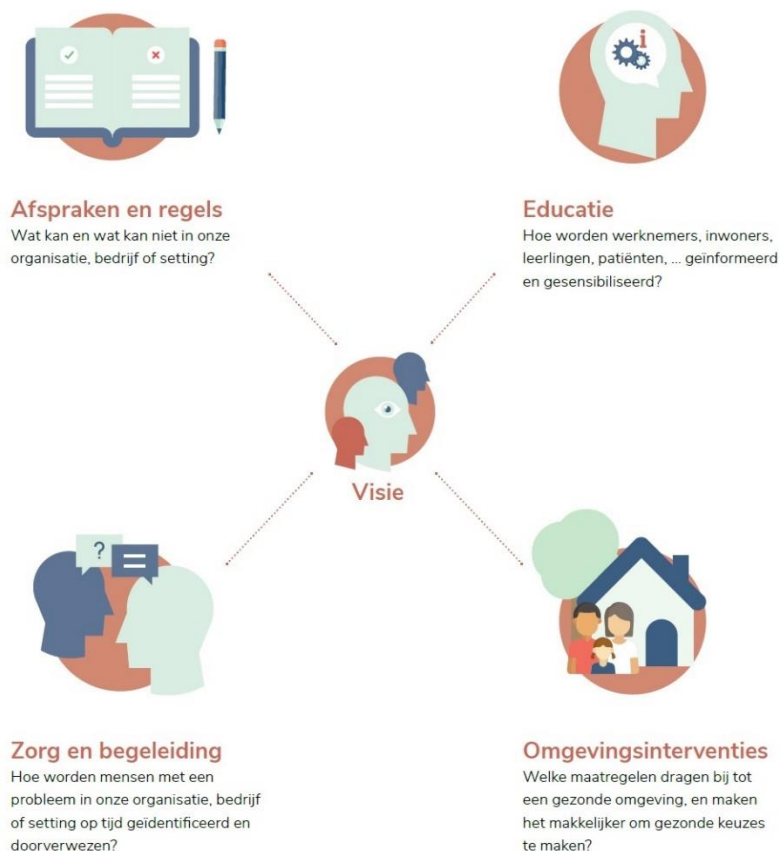 Afspraken en regels
Wat kan en wat kan niet in onze
organisatie, bedrijf of setting?
i
Educatie
Hoe worden werknemers, inwoners,
leerlingen, patiënten, ... geïnformeerd
en gesensibiliseerd?
Visie
?
=
Zorg en begeleiding
Hoe worden mensen met een
probleem in onze organisatie, bedrijf
of setting op tijd geïdentificeerd en
doorverwezen?
Omgevingsinterventies
Welke maatregelen dragen bij tot
een gezonde omgeving, en maken
het makkelijker om gezonde keuzes
te maken?